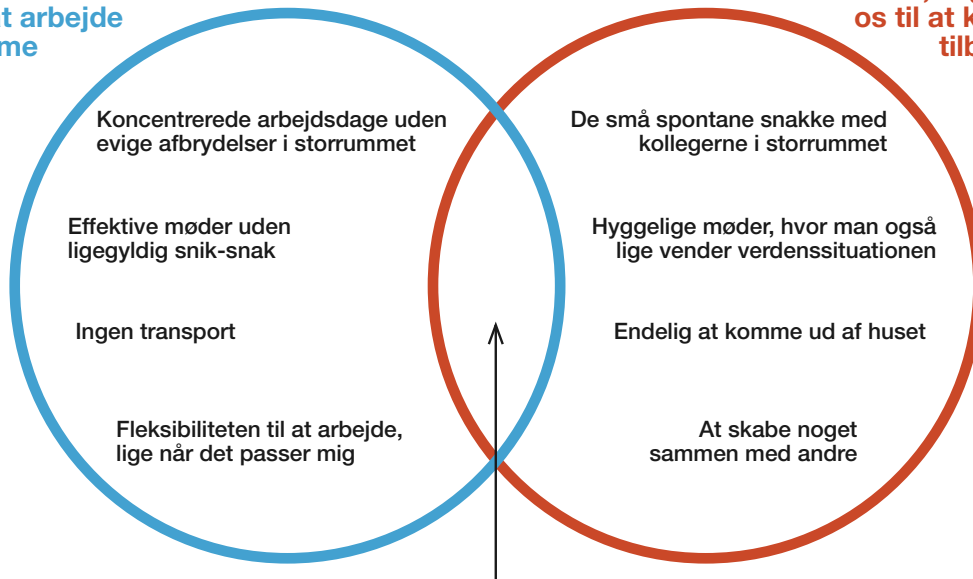 at arbejde
os til at
Koncentrerede arbejdsdage uden
evige afbrydelser i storrummet
De små spontane snakke med
kollegerne i storrummet
Effektive møder uden
ligegyldig snik-snak
Hyggelige møder, hvor man også
lige vender verdenssituationen
Ingen transport
Endelig at komme ud af huset
Fleksibiliteten til at arbejde,
lige når det passer mig
At skabe noget
sammen med andre